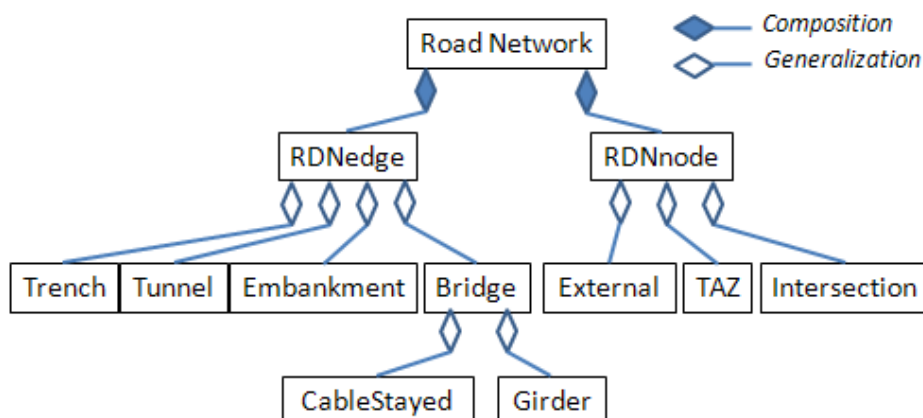 Road Network
Composition
Generalization
RDNedge
RDNnode
Trench
Tunnel
Embankment
Bridge
External
TAZ
Intersection
CableStayed
Girder